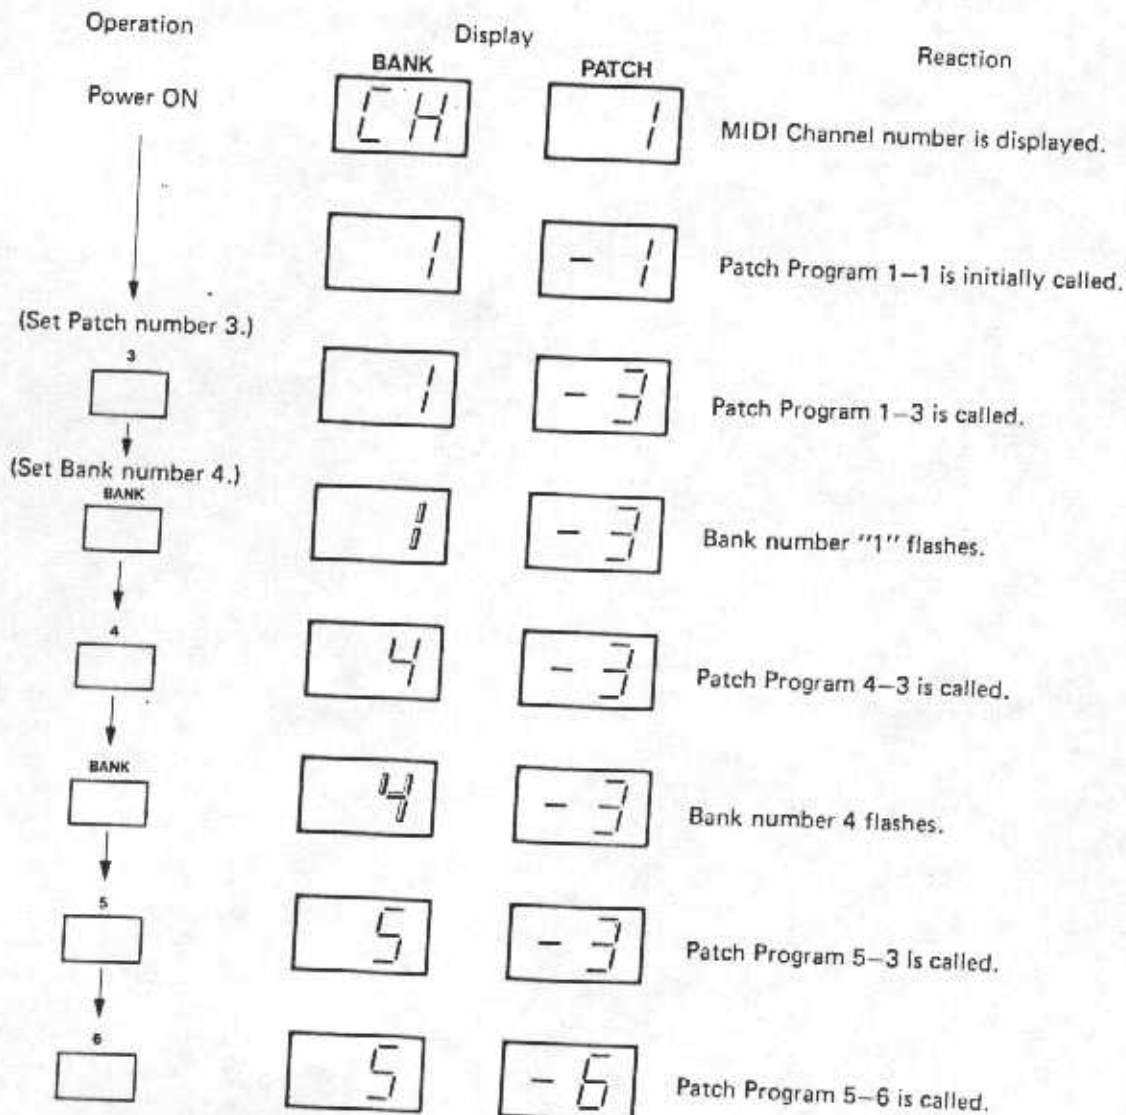 Operation
Display
Reaction
BANK
PATCH
Power ON
CH
1
MIDI Channel number is displayed.
1
- 1
Patch Program 1–1 is initially called.
(Set Patch number 3.)
3
1
- 3
Patch Program 1–3 is called.
(Set Bank number 4.)
BANK
1
- 3
Bank number "1" flashes.
4
4
- 3
Patch Program 4–3 is called.
BANK
4
- 3
Bank number 4 flashes.
5
5
- 3
Patch Program 5–3 is called.
6
5
- 6
Patch Program 5–6 is called.